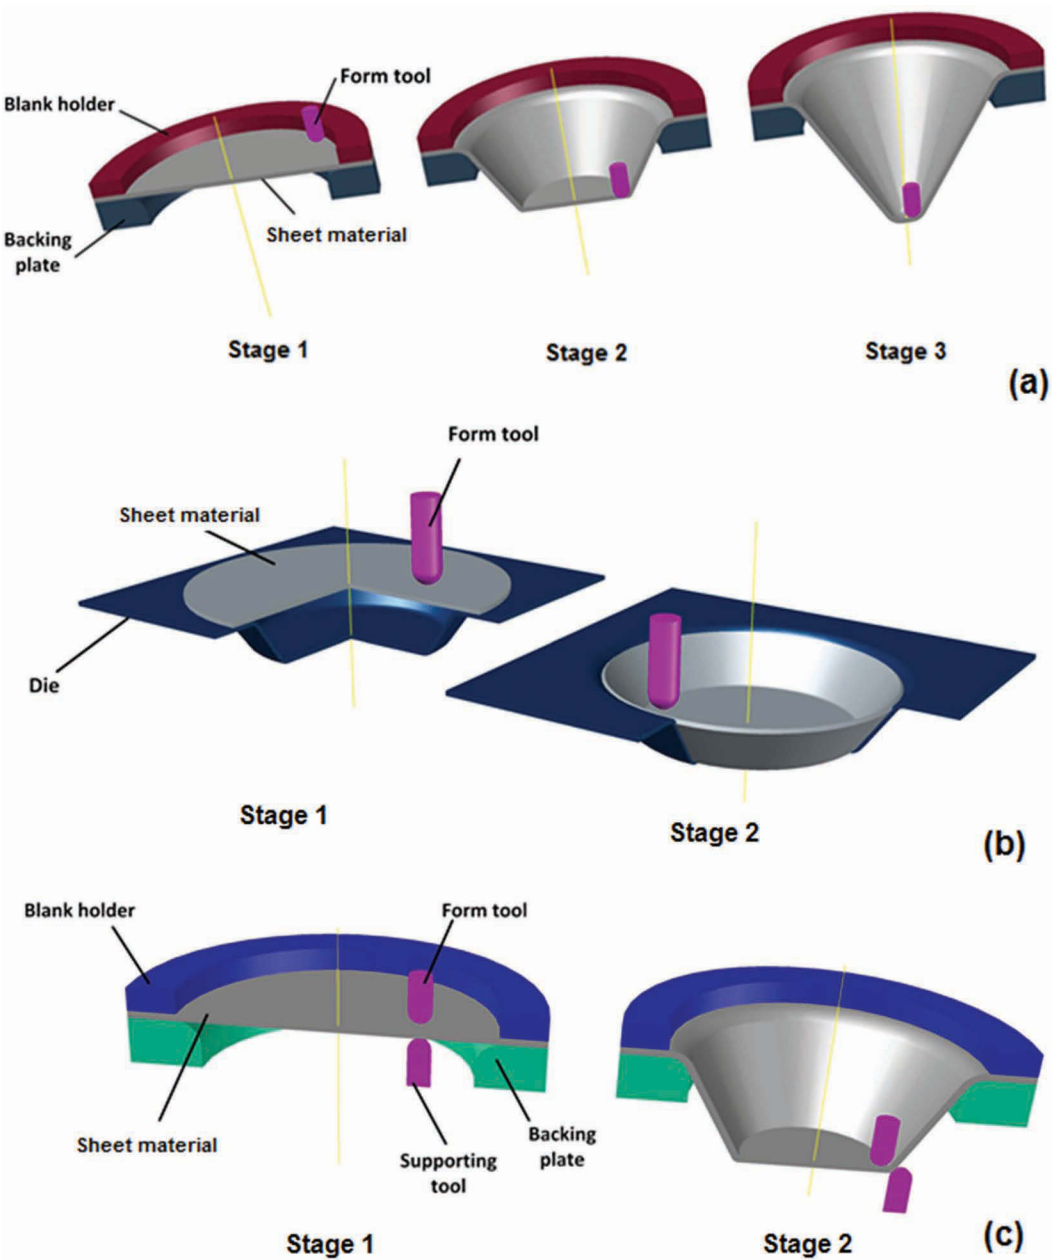 Form tool
Blank holder
Sheet material
Backing
plate
Stage 1
Stage 2
Stage 3
(a)
Form tool
Sheet material
Die
Stage 1
Stage 2
(b)
Blank holder
Form tool
Sheet material
Supporting
tool
Backing
plate
Stage 1
Stage 2
(c)